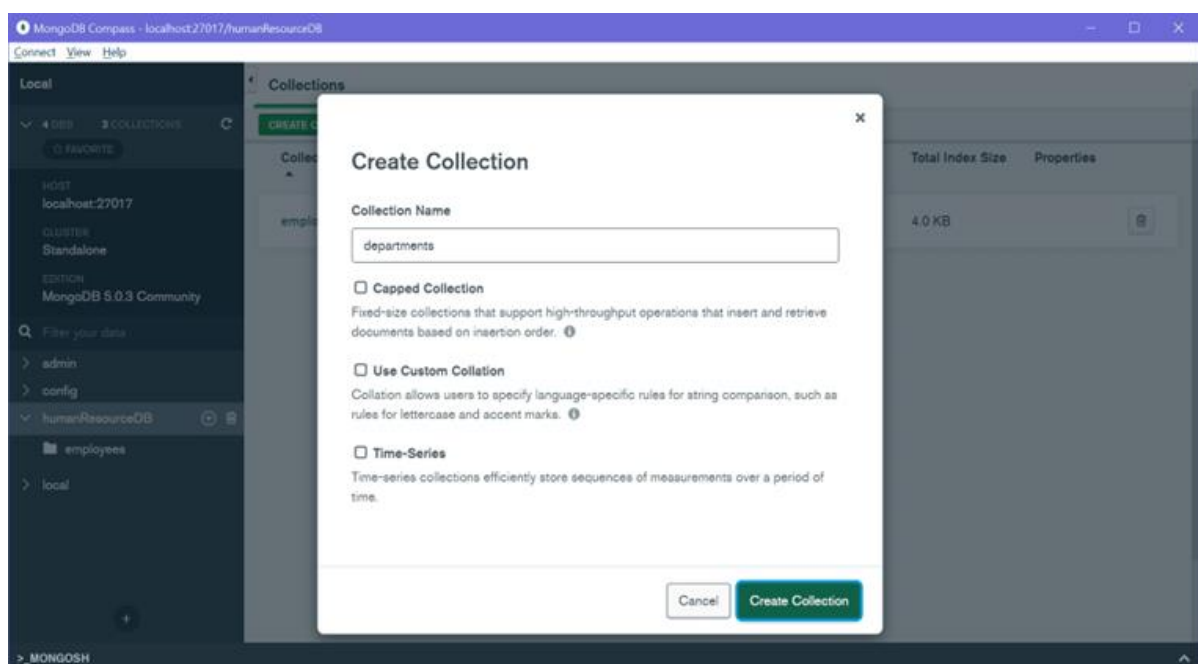 MongoDB Compass - localhost:27017/humanResourceDB
Connect View Help
Local
4 DBS 3 COLLECTIONS
FAVORITE
HOST
localhost:27017
CLUSTER
Standalone
EDITION
MongoDB 5.0.3 Community
Filter your data
admin
config
humanResourceDB
employees
local
>_MONGOSH
Collections
CREATE C
Collec
Total Index Size
Properties
emplo
4.0 KB
Create Collection
Collection Name
departments
Capped Collection
Fixed-size collections that support high-throughput operations that insert and retrieve
documents based on insertion order.
Use Custom Collation
Collation allows users to specify language-specific rules for string comparison, such as
rules for lettercase and accent marks.
Time-Series
Time-series collections efficiently store sequences of measurements over a period of
time.
Cancel
Create Collection